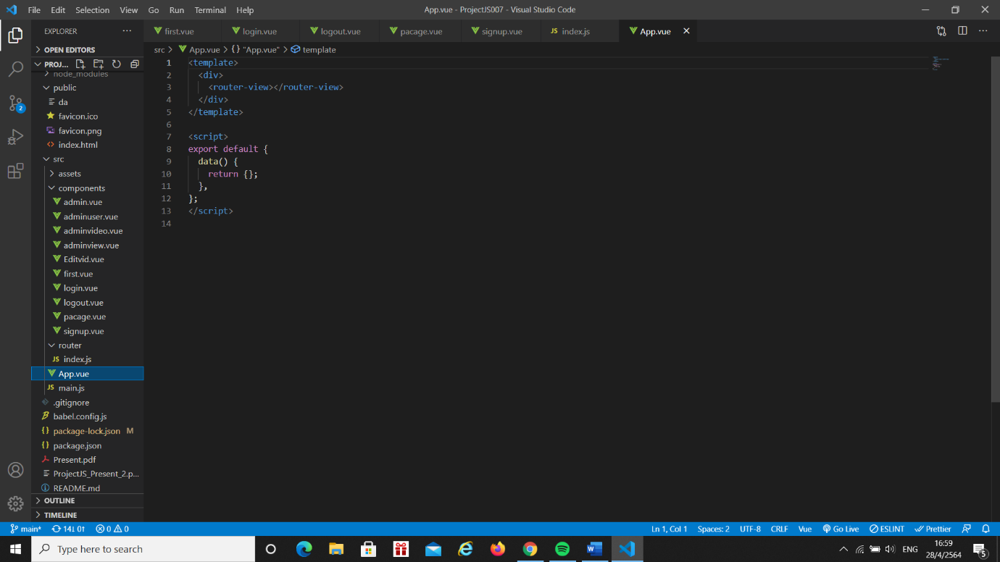 File Edit Selection View Go Run Terminal Help
App.vue - ProjectJS007 - Visual Studio Code
EXPLORER
OPEN EDITORS
PROJ...
node_modules
public
da
favicon.ico
favicon.png
index.html
src
assets
components
admin.vue
adminuser.vue
adminvideo.vue
adminview.vue
Editvid.vue
first.vue
login.vue
logout.vue
pacage.vue
signup.vue
router
JS index.js
App.vue
JS main.js
.gitignore
babel.config.js
{} package-lock.json M
{} package.json
Present.pdf
ProjectJS_Present_2.p...
README.md
OUTLINE
TIMELINE
2
first.vue login.vue logout.vue pacage.vue signup.vue JS index.js App.vue
src > App.vue > {} "App.vue" > template
1 <template>
2 <div>
3 <router-view></router-view>
4 </div>
5 </template>
6
7 <script>
8 export default {
9 data() {
10 return {};
11 },
12 };
13 </script>
14
main* 14↓ 0↑ 0 0
Ln 1, Col 1 Spaces: 2 UTF-8 CRLF Vue Go Live ESLINT Prettier
Type here to search
ENG
16:59
28/4/2564
5